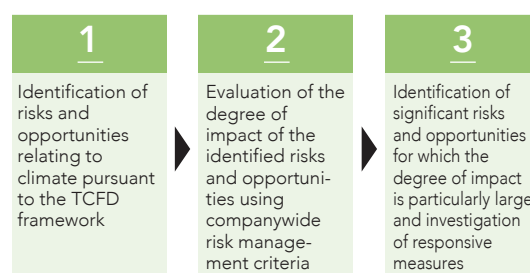 1
Identification of
risks and
opportunities
relating to
climate pursuant
to the TCFD
framework
2
Evaluation of the
degree of
impact of the
identified risks
and opportuni-
ties using
companywide
risk manage-
ment criteria
3
Identification of
significant risks
and opportunities
for which the
degree of impact
is particularly large
and investigation
of responsive
measures